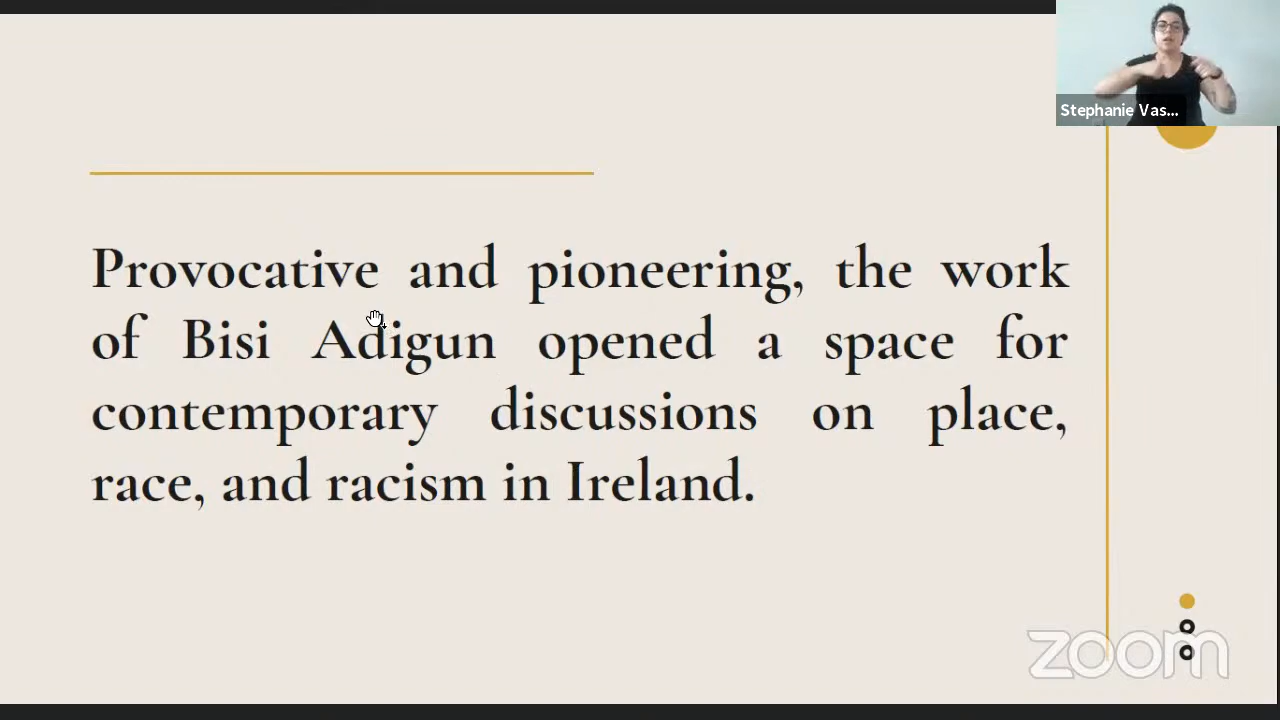 Stephanie Vas...
Provocative and pioneering, the work
of Bisi Adigun opened a space for
contemporary discussions on place,
race, and racism in Ireland.
zoom